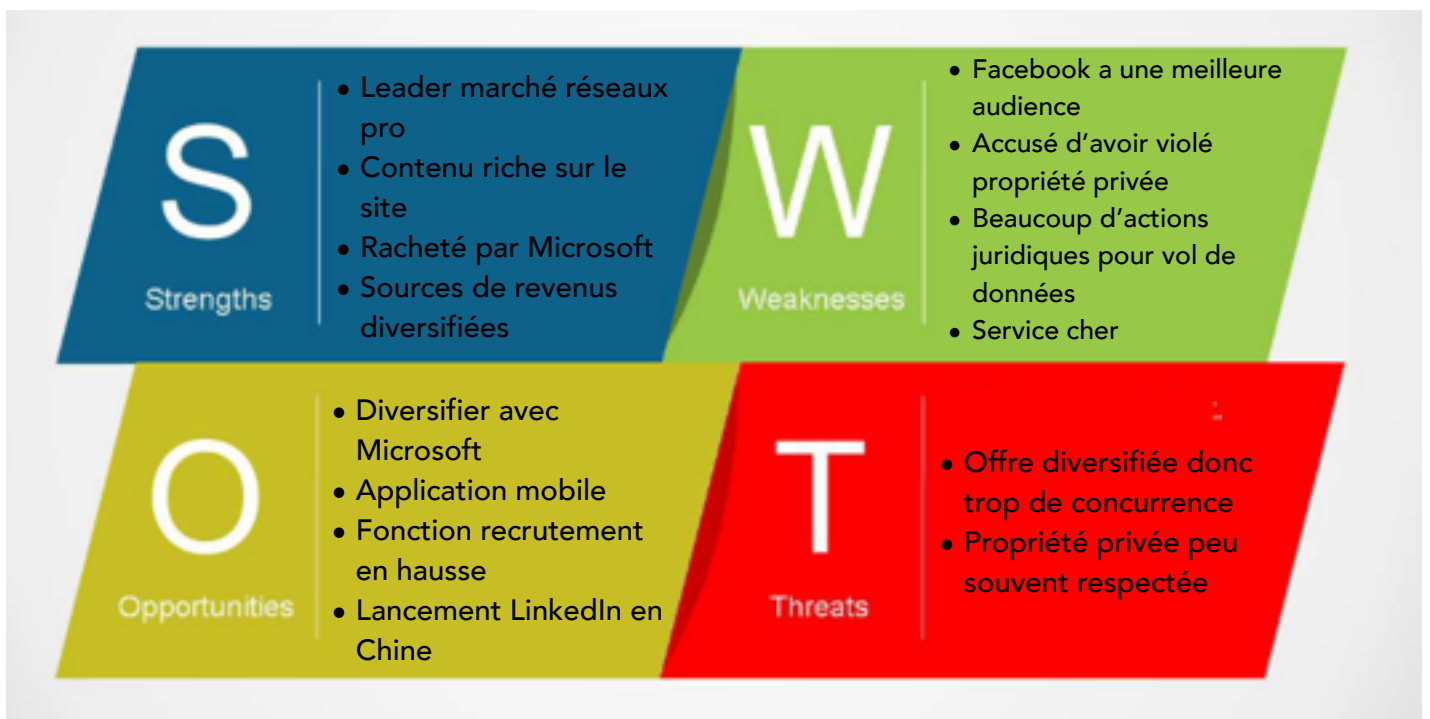 S
Strengths
• Leader marché réseaux
pro
• Contenu riche sur le
site
• Racheté par Microsoft
• Sources de revenus
diversifiées
W
Weaknesses
• Facebook a une meilleure
audience
• Accusé d’avoir violé
propriété privée
• Beaucoup d’actions
juridiques pour vol de
données
• Service cher
O
Opportunities
• Diversifier avec
Microsoft
• Application mobile
• Fonction recrutement
en hausse
• Lancement LinkedIn en
Chine
T
Threats
• Offre diversifiée donc
trop de concurrence
• Propriété privée peu
souvent respectée